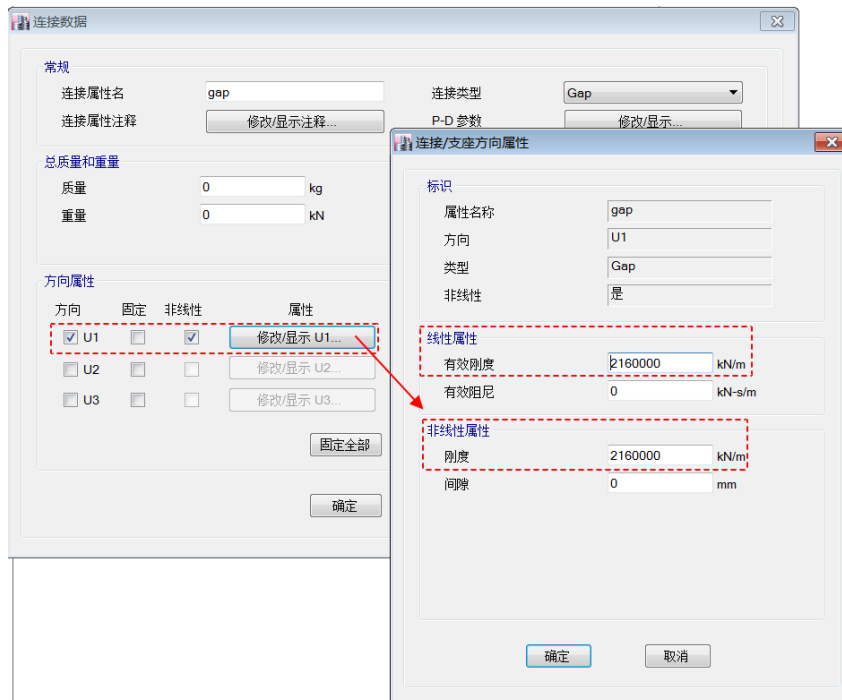 连接数据
常规
连接属性名 gap 连接类型 Gap
连接属性注释 修改/显示注释... P-D 参数 修改/显示...
总质量和重量
质量 0 kg
重量 0 kN
方向属性
方向 固定 非线性 属性
U1 修改/显示 U1...
U2 修改/显示 U2...
U3 修改/显示 U3...
固定全部
确定
连接/支座方向属性
标识
属性名称 gap
方向 U1
类型 Gap
非线性 是
线性属性
有效刚度 2160000 kN/m
有效阻尼 0 kN-s/m
非线性属性
刚度 2160000 kN/m
间隙 0 mm
确定 取消